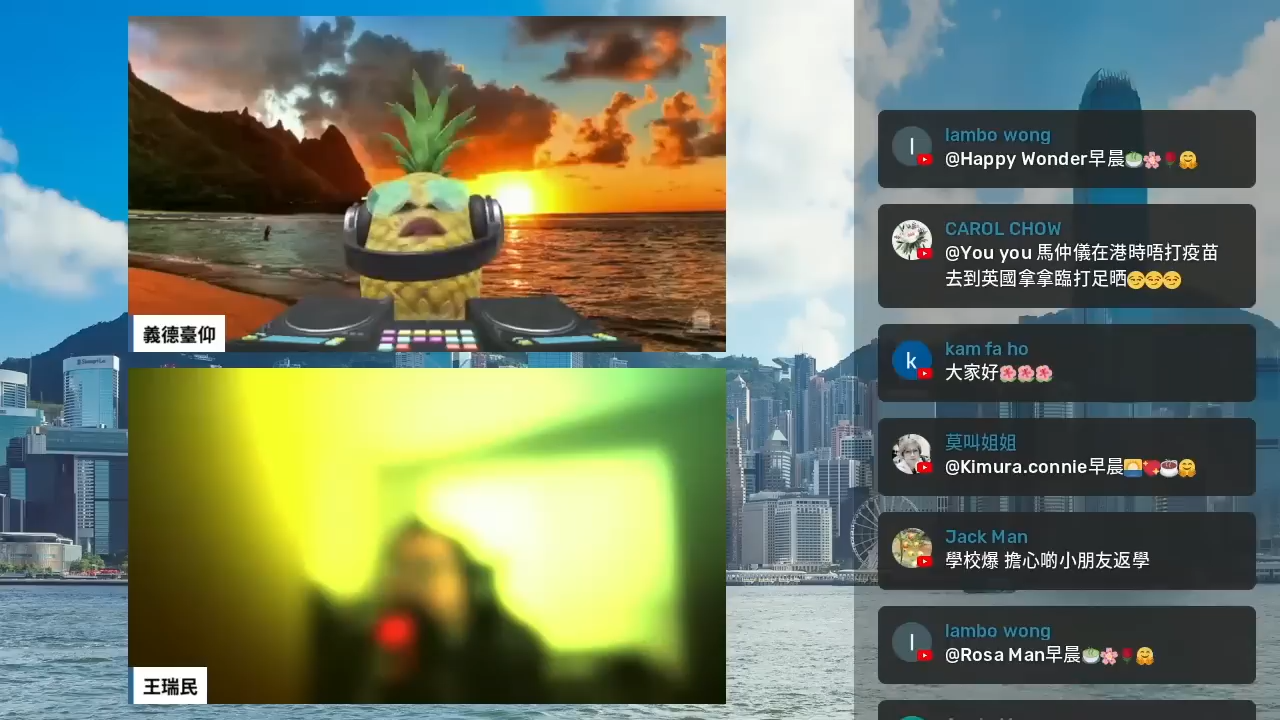 義德臺仰
王瑞民
lambo wong
@Happy Wonder早晨🍵🌸🌹🤗
CAROL CHOW
@You you 馬仲儀在港時唔打疫苗
去到英國拿拿臨打足晒😏😏😏
kam fa ho
大家好🌺🌺🌺
莫叫姐姐
@Kimura.connie早晨🌅💝☕🤗
Jack Man
學校爆 擔心啲小朋友返學
lambo wong
@Rosa Man早晨🍵🌸🌹🤗